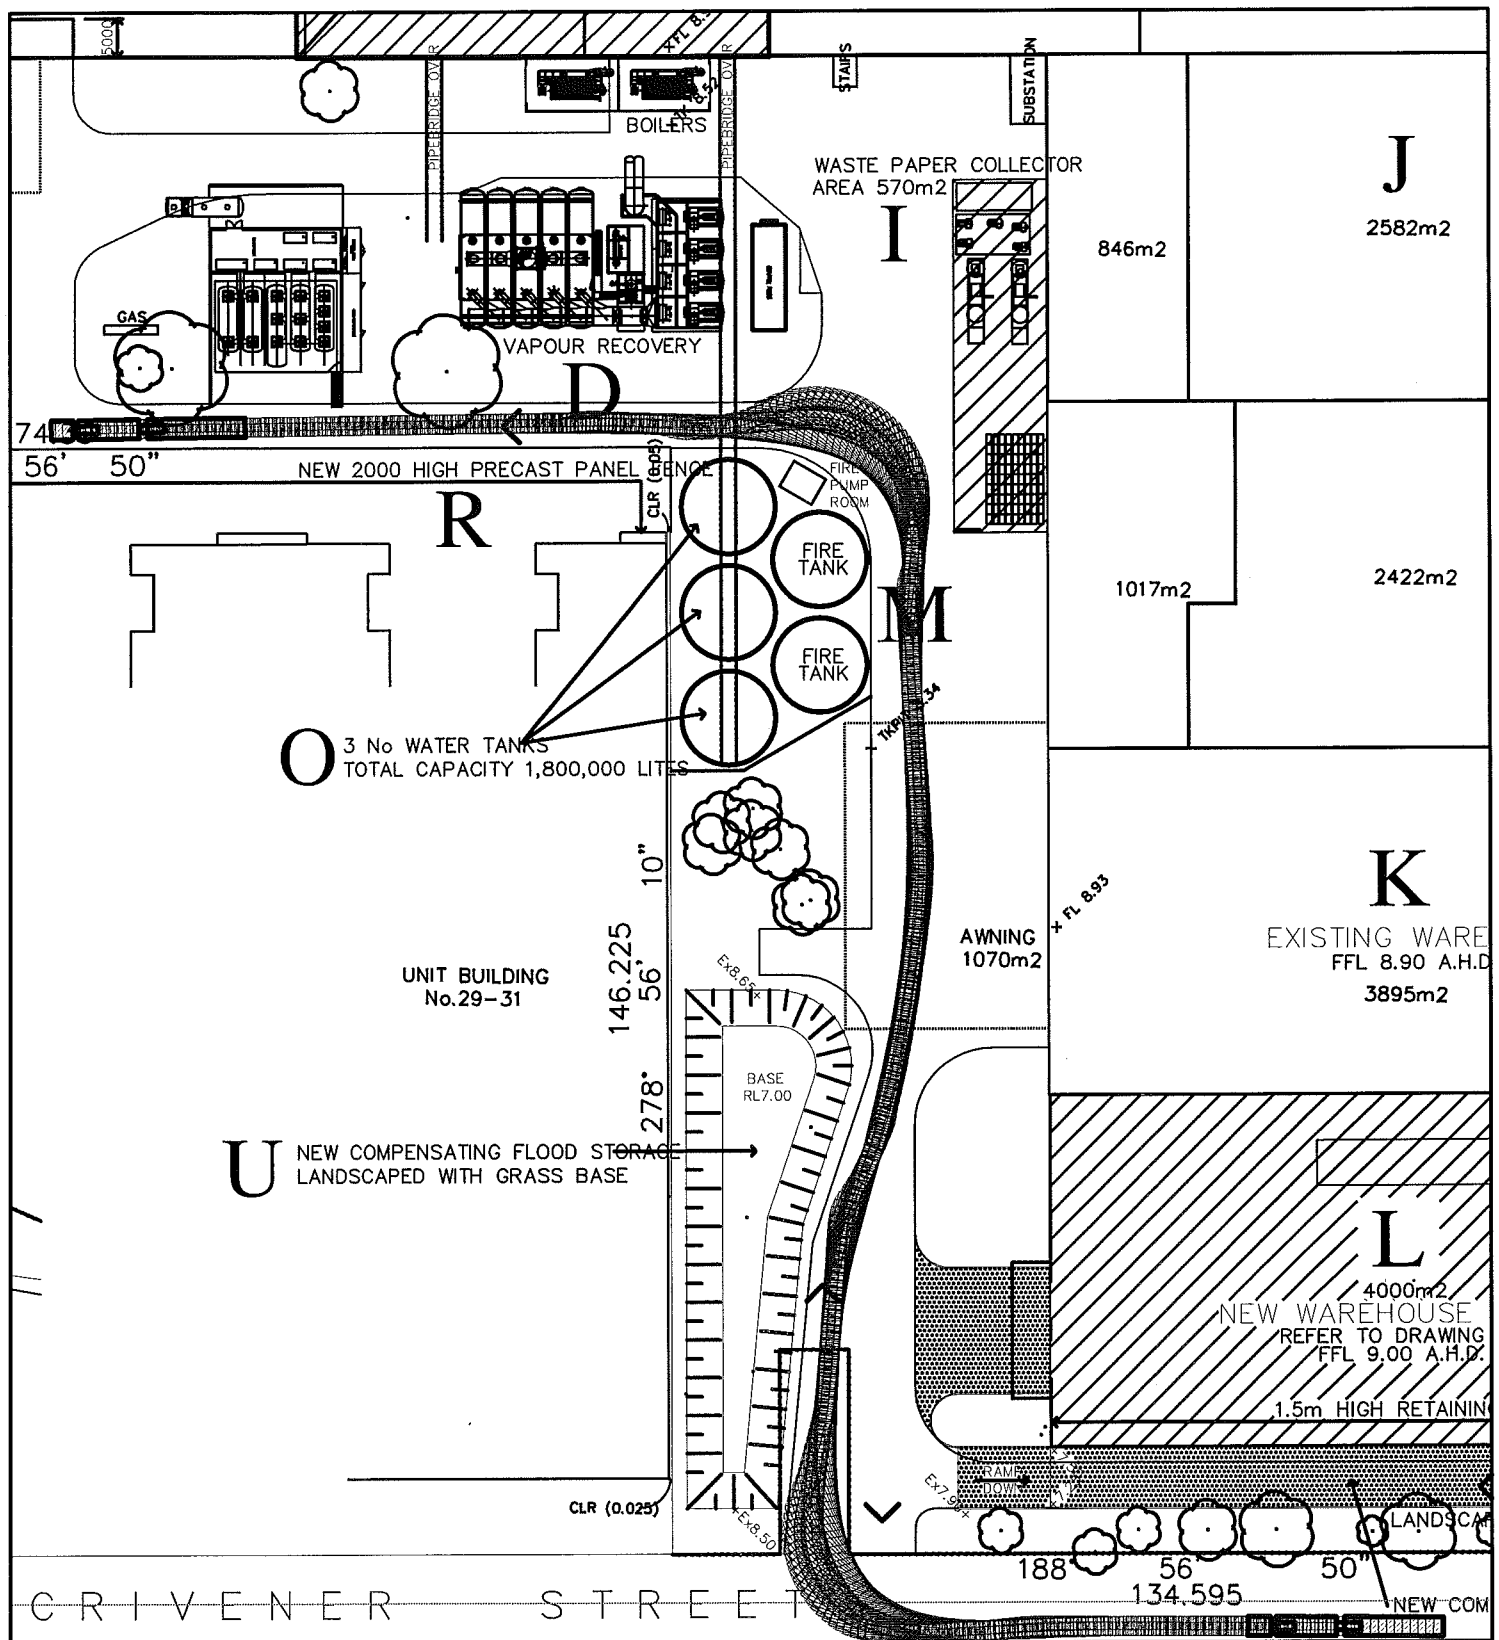 5000
PIPEBRIDGE OVER
PIPEBRIDGE OVER
BOILERS
STAIRS
SUBSTATION
WASTE PAPER COLLECTOR
AREA 570m2
I
J
2582m2
846m2
GAS
VAPOUR RECOVERY
D
74
56' 50"
NEW 2000 HIGH PRECAST PANEL FENCE
CLR (0.05)
FIRE
PUMP
ROOM
R
FIRE
TANK
M
1017m2
2422m2
FIRE
TANK
O
3 No WATER TANKS
TOTAL CAPACITY 1,800,000 LITES
278° 56' 10"
146.225
K
FL 8.93
AWNING
1070m2
EXISTING WARE
FFL 8.90 A.H.D
3895m2
UNIT BUILDING
No.29-31
Ex8.65
BASE
RL7.00
U
NEW COMPENSATING FLOOD STORAGE
LANDSCAPED WITH GRASS BASE
L
4000m2
NEW WAREHOUSE
REFER TO DRAWING
FFL 9.00 A.H.D.
1.5m HIGH RETAININ
RAMP
DOWN
CLR (0.025)
Ex8.50
LANDSCAP
188° 56' 50"
134.595
CRIVENER STREET
NEW COM